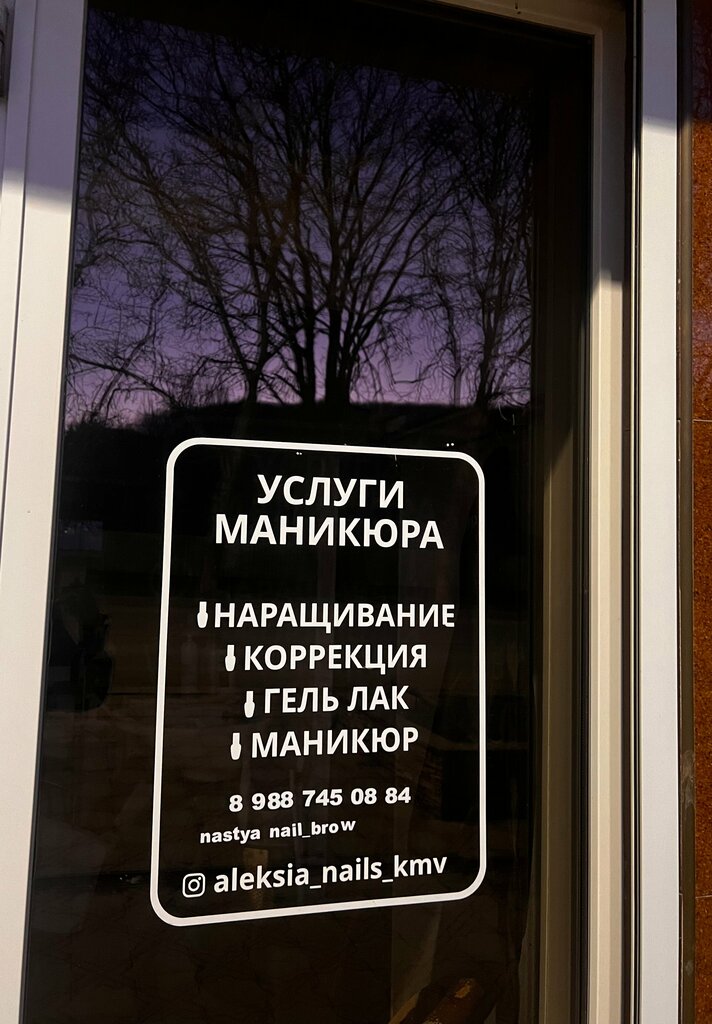 УСЛУГИ
МАНИКЮРА
НАРАЩИВАНИЕ
КОРРЕКЦИЯ
ГЕЛЬ ЛАК
МАНИКЮР
8 988 745 08 84
nastya nail_brow
aleksia_nails_kmv